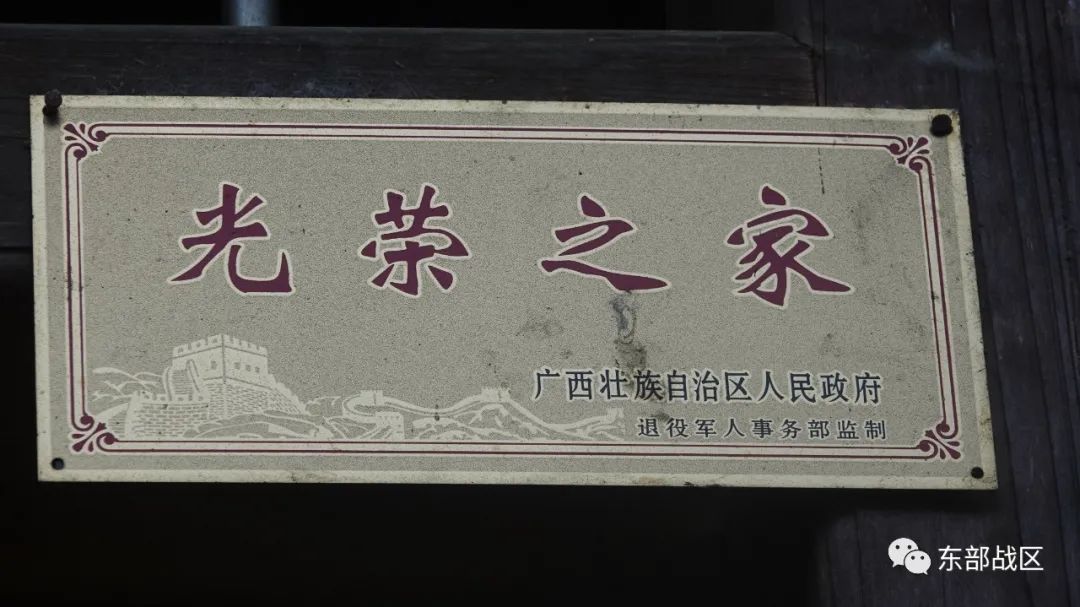 光荣之家
广西壮族自治区人民政府
退役军人事务部监制
东部战区